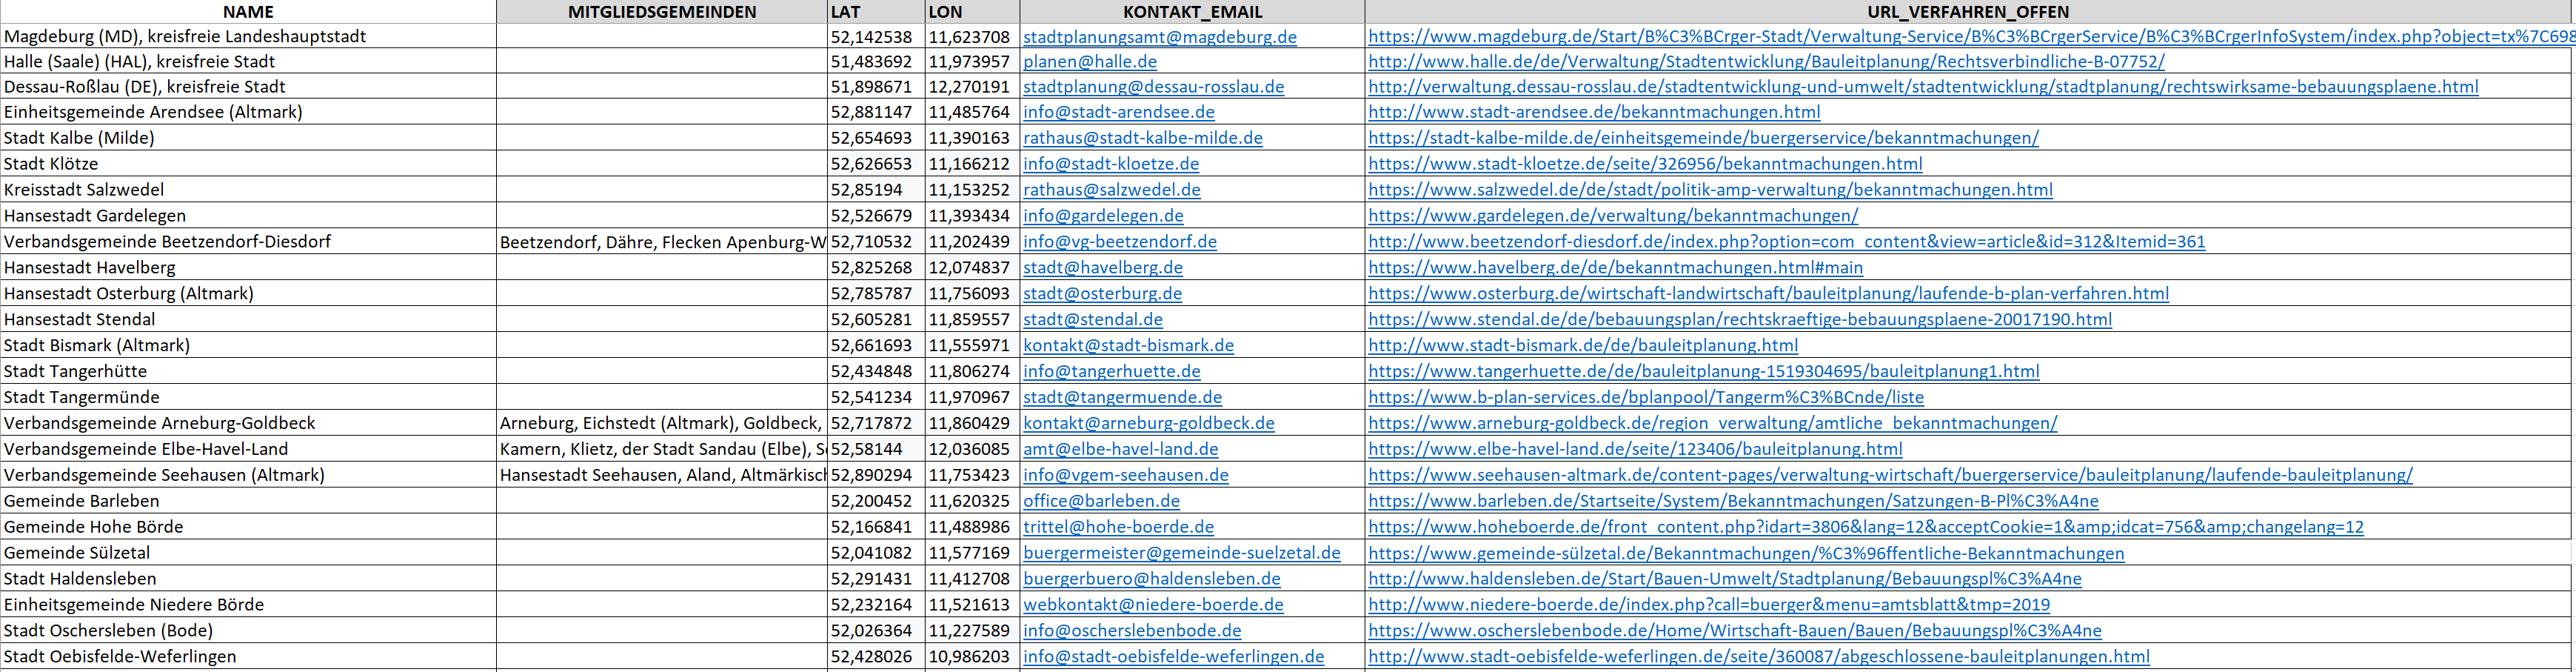 NAME MITGLIEDSGEMEINDEN LAT LON KONTAKT_EMAIL URL_VERFAHREN_OFFEN
Magdeburg (MD), kreisfreie Landeshauptstadt 52,142538 11,623708 stadtplanungsamt@magdeburg.de https://www.magdeburg.de/Start/B%C3%BCrger-Stadt/Verwaltung-Service/B%C3%BCrgerService/B%C3%BCrgerInfoSystem/index.php?object=tx%7C698
Halle (Saale) (HAL), kreisfreie Stadt 51,483692 11,973957 planen@halle.de http://www.halle.de/de/Verwaltung/Stadtentwicklung/Bauleitplanung/Rechtsverbindliche-B-07752/
Dessau-Roßlau (DE), kreisfreie Stadt 51,898671 12,270191 stadtplanung@dessau-rosslau.de http://verwaltung.dessau-rosslau.de/stadtentwicklung-und-umwelt/stadtentwicklung/stadtplanung/rechtswirksame-bebauungsplaene.html
Einheitsgemeinde Arendsee (Altmark) 52,881147 11,485764 info@stadt-arendsee.de http://www.stadt-arendsee.de/bekanntmachungen.html
Stadt Kalbe (Milde) 52,654693 11,390163 rathaus@stadt-kalbe-milde.de https://stadt-kalbe-milde.de/einheitsgemeinde/buergerservice/bekanntmachungen/
Stadt Klötze 52,626653 11,166212 info@stadt-kloetze.de https://www.stadt-kloetze.de/seite/326956/bekanntmachungen.html
Kreisstadt Salzwedel 52,85194 11,153252 rathaus@salzwedel.de https://www.salzwedel.de/de/stadt/politik-amp-verwaltung/bekanntmachungen.html
Hansestadt Gardelegen 52,526679 11,393434 info@gardelegen.de https://www.gardelegen.de/verwaltung/bekanntmachungen/
Verbandsgemeinde Beetzendorf-Diesdorf Beetzendorf, Dähre, Flecken Apenburg-W 52,710532 11,202439 info@vg-beetzendorf.de http://www.beetzendorf-diesdorf.de/index.php?option=com_content&view=article&id=312&Itemid=361
Hansestadt Havelberg 52,825268 12,074837 stadt@havelberg.de https://www.havelberg.de/de/bekanntmachungen.html#main
Hansestadt Osterburg (Altmark) 52,785787 11,756093 stadt@osterburg.de https://www.osterburg.de/wirtschaft-landwirtschaft/bauleitplanung/laufende-b-plan-verfahren.html
Hansestadt Stendal 52,605281 11,859557 stadt@stendal.de https://www.stendal.de/de/bebauungsplan/rechtskraeftige-bebauungsplaene-20017190.html
Stadt Bismark (Altmark) 52,661693 11,555971 kontakt@stadt-bismark.de http://www.stadt-bismark.de/de/bauleitplanung.html
Stadt Tangerhütte 52,434848 11,806274 info@tangerhuette.de https://www.tangerhuette.de/de/bauleitplanung-1519304695/bauleitplanung1.html
Stadt Tangermünde 52,541234 11,970967 stadt@tangermuende.de https://www.b-plan-services.de/bplanpool/Tangerm%C3%BCnde/liste
Verbandsgemeinde Arneburg-Goldbeck Arneburg, Eichstedt (Altmark), Goldbeck, 52,717872 11,860429 kontakt@arneburg-goldbeck.de https://www.arneburg-goldbeck.de/region_verwaltung/amtliche_bekanntmachungen/
Verbandsgemeinde Elbe-Havel-Land Kamern, Klietz, der Stadt Sandau (Elbe), Sc 52,58144 12,036085 amt@elbe-havel-land.de https://www.elbe-havel-land.de/seite/123406/bauleitplanung.html
Verbandsgemeinde Seehausen (Altmark) Hansestadt Seehausen, Aland, Altmärkisch 52,890294 11,753423 info@vgem-seehausen.de https://www.seehausen-altmark.de/content-pages/verwaltung-wirtschaft/buergerservice/bauleitplanung/laufende-bauleitplanung/
Gemeinde Barleben 52,200452 11,620325 office@barleben.de https://www.barleben.de/Startseite/System/Bekanntmachungen/Satzungen-B-Pl%C3%A4ne
Gemeinde Hohe Börde 52,166841 11,488986 trittel@hohe-boerde.de https://www.hoheboerde.de/front_content.php?idart=3806&lang=12&acceptCookie=1&amp;idcat=756&amp;changelang=12
Gemeinde Sülzetal 52,041082 11,577169 buergermeister@gemeinde-suelzetal.de https://www.gemeinde-sülzetal.de/Bekanntmachungen/%C3%96ffentliche-Bekanntmachungen
Stadt Haldensleben 52,291431 11,412708 buergerbuero@haldensleben.de http://www.haldensleben.de/Start/Bauen-Umwelt/Stadtplanung/Bebauungspl%C3%A4ne
Einheitsgemeinde Niedere Börde 52,232164 11,521613 webkontakt@niedere-boerde.de http://www.niedere-boerde.de/index.php?call=buerger&menu=amtsblatt&tmp=2019
Stadt Oschersleben (Bode) 52,026364 11,227589 info@oscherslebenbode.de https://www.oscherslebenbode.de/Home/Wirtschaft-Bauen/Bauen/Bebauungspl%C3%A4ne
Stadt Oebisfelde-Weferlingen 52,428026 10,986203 info@stadt-oebisfelde-weferlingen.de http://www.stadt-oebisfelde-weferlingen.de/seite/360087/abgeschlossene-bauleitplanungen.html